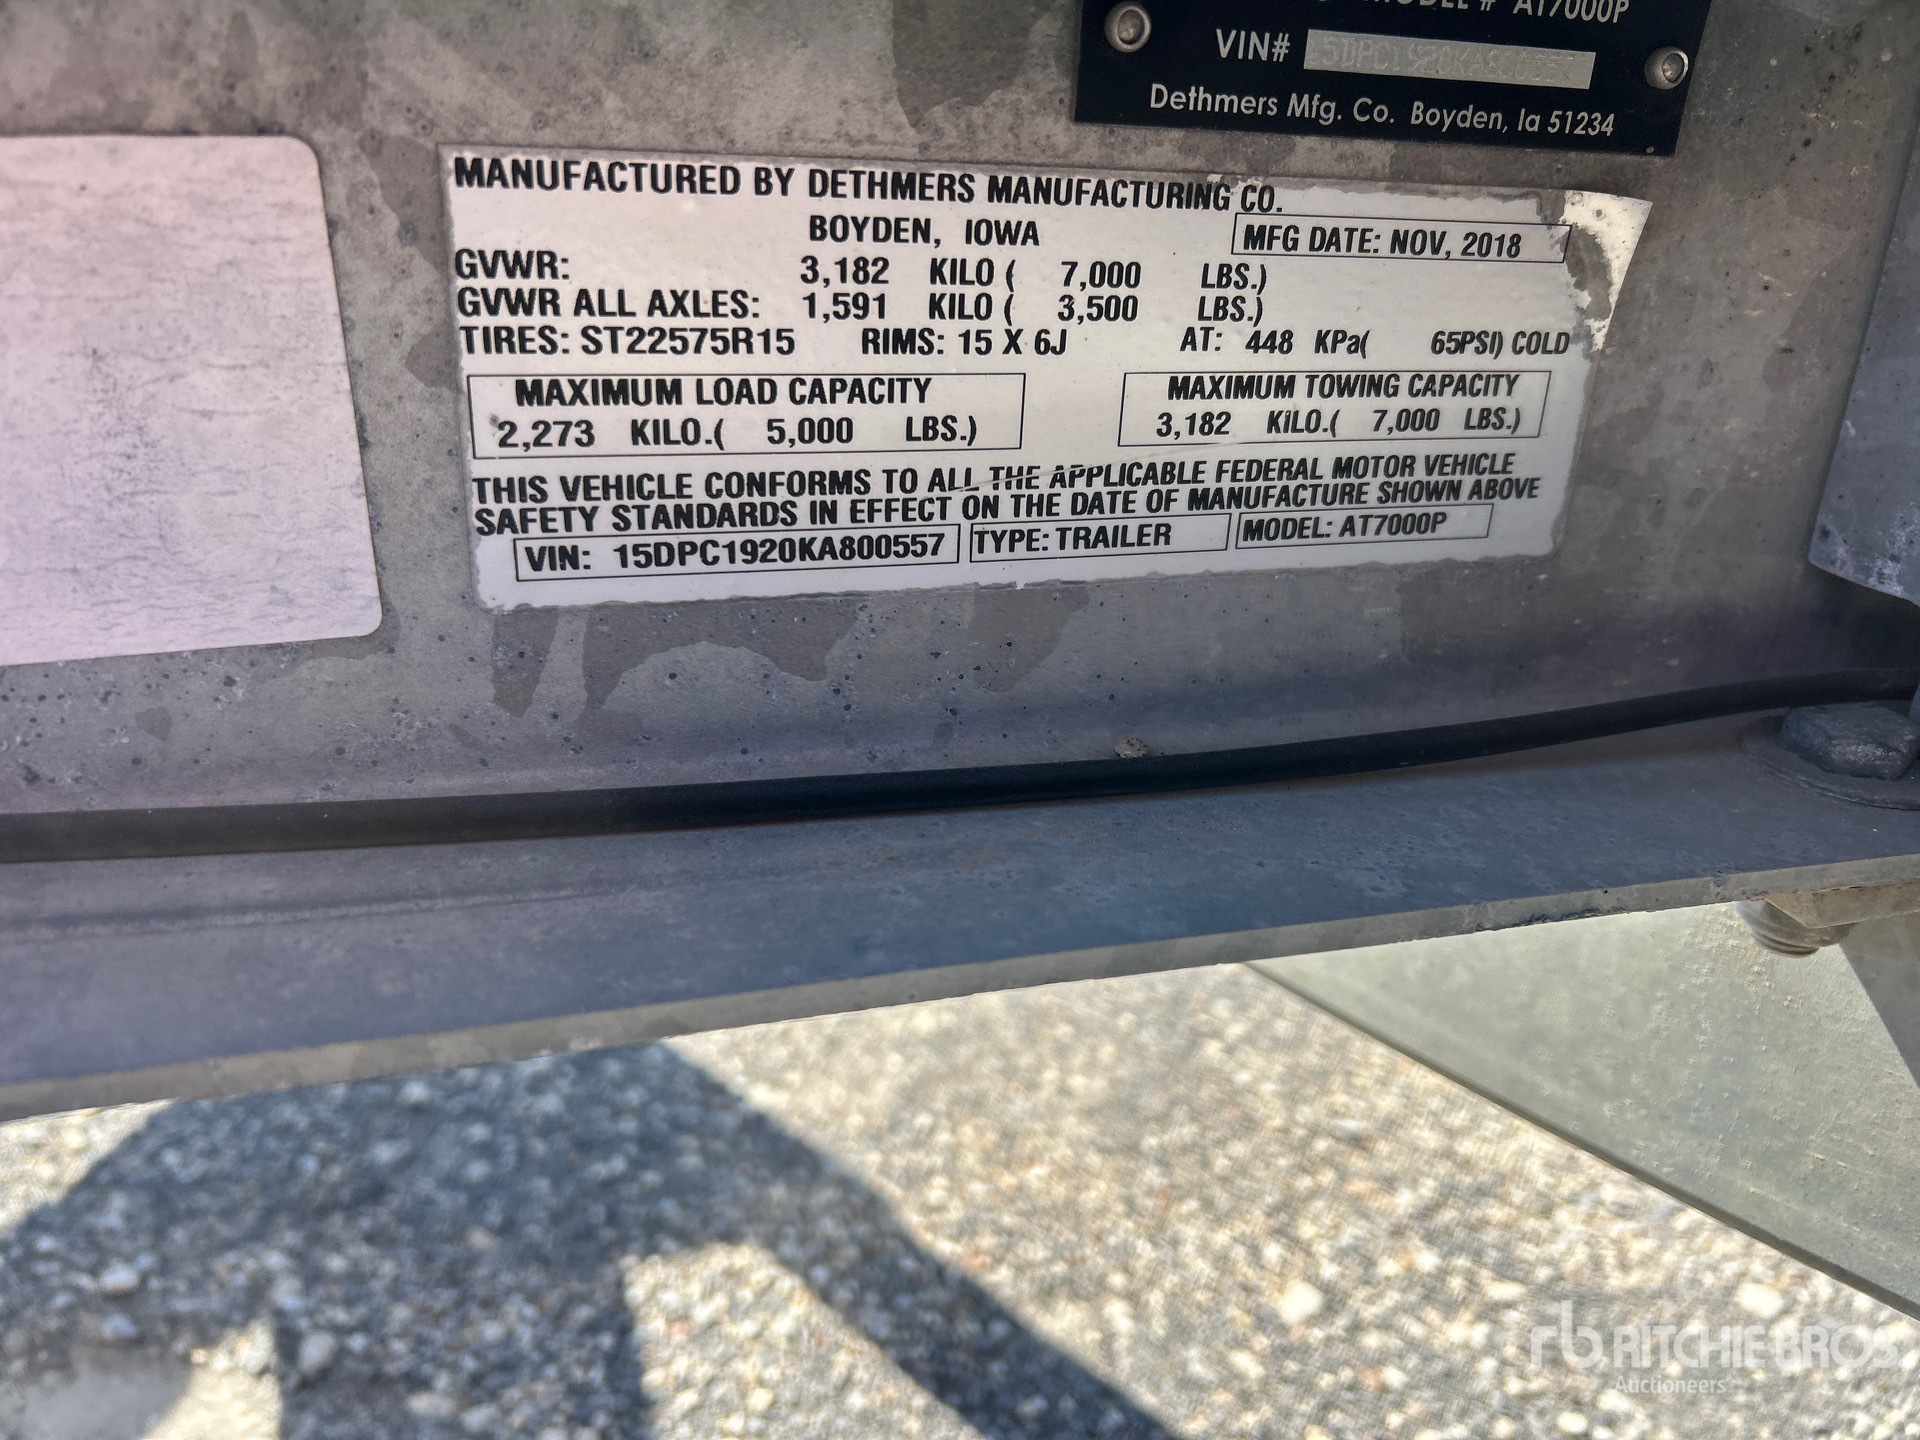 MODEL # AT7000P
VIN# 15DPC1920KA800557
Dethmers Mfg. Co. Boyden, Ia 51234
MANUFACTURED BY DETHMERS MANUFACTURING CO.
BOYDEN, IOWA
MFG DATE: NOV, 2018
GVWR: 3,182 KILO ( 7,000 LBS.)
GVWR ALL AXLES: 1,591 KILO ( 3,500 LBS.)
TIRES: ST22575R15 RIMS: 15 X 6J AT: 448 KPa( 65PSI) COLD
MAXIMUM LOAD CAPACITY
2,273 KILO.( 5,000 LBS.)
MAXIMUM TOWING CAPACITY
3,182 KILO.( 7,000 LBS.)
THIS VEHICLE CONFORMS TO ALL THE APPLICABLE FEDERAL MOTOR VEHICLE
SAFETY STANDARDS IN EFFECT ON THE DATE OF MANUFACTURE SHOWN ABOVE
VIN: 15DPC1920KA800557 TYPE: TRAILER MODEL: AT7000P
rb RITCHIE BROS.
Auctioneers